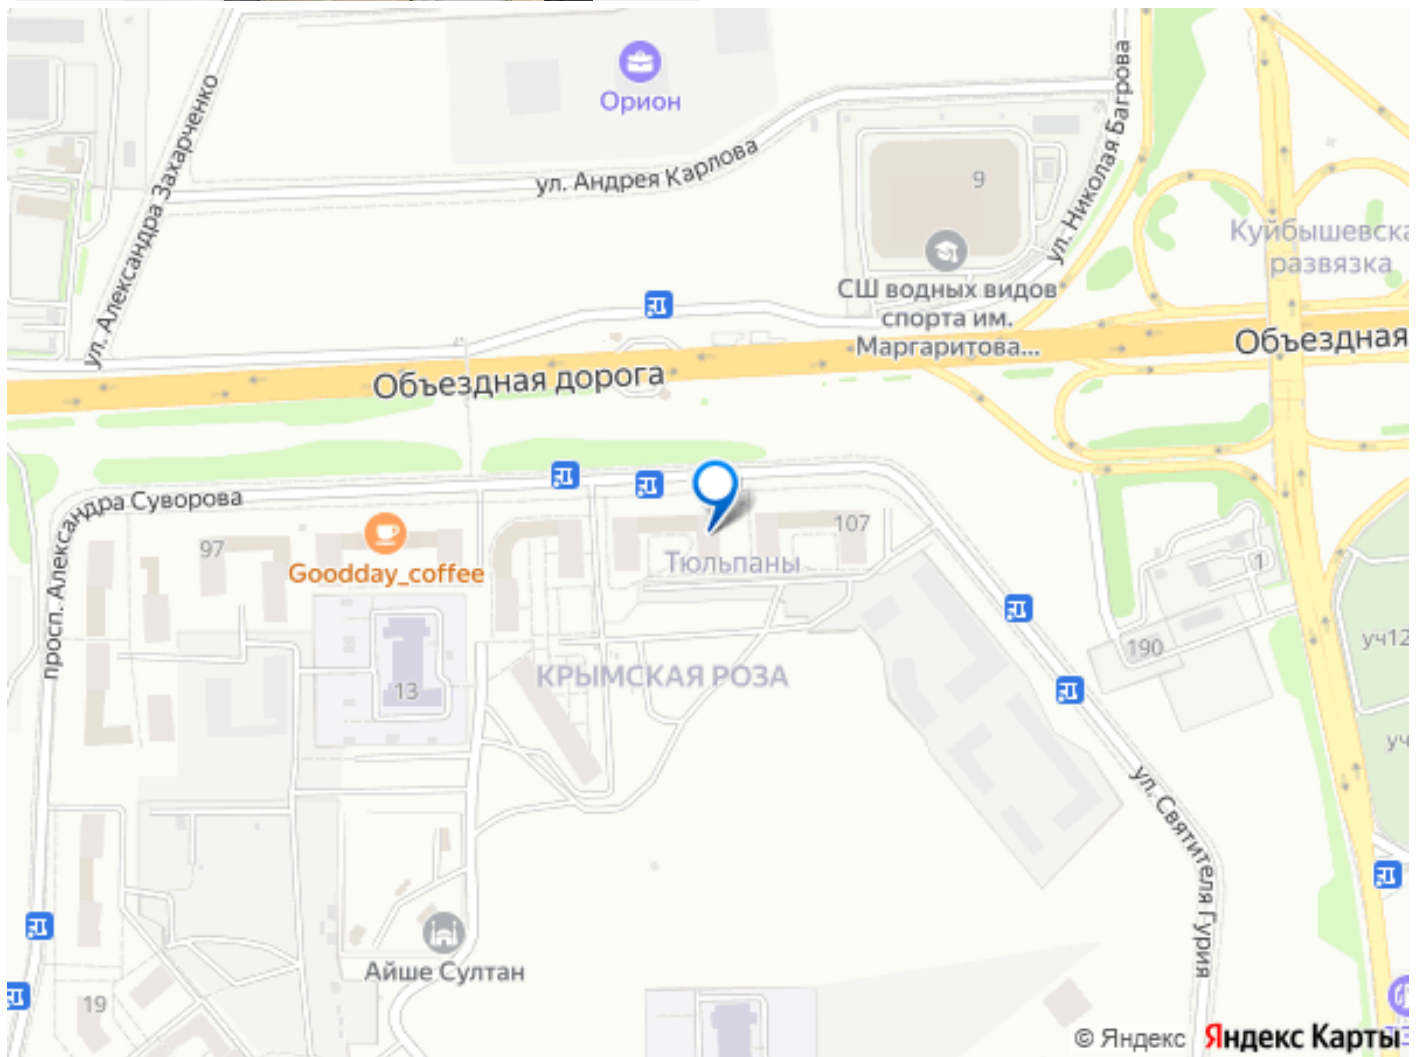 Орион
ул. Андрея Карлова
ул. Александра Захарченко
ул. Николая Багрова
9
СШ водных видов
спорта им.
Маргаритова...
Куйбышевска
развязка
Объездная дорога
Объездная
просп. Александра Суворова
97
Goodday_coffee
107
Тюльпаны
1
190
уч12
КРЫМСКАЯ РОЗА
13
уч
ул. Святителя Гурия
Айше Султан
19
© Яндекс Яндекс Карты